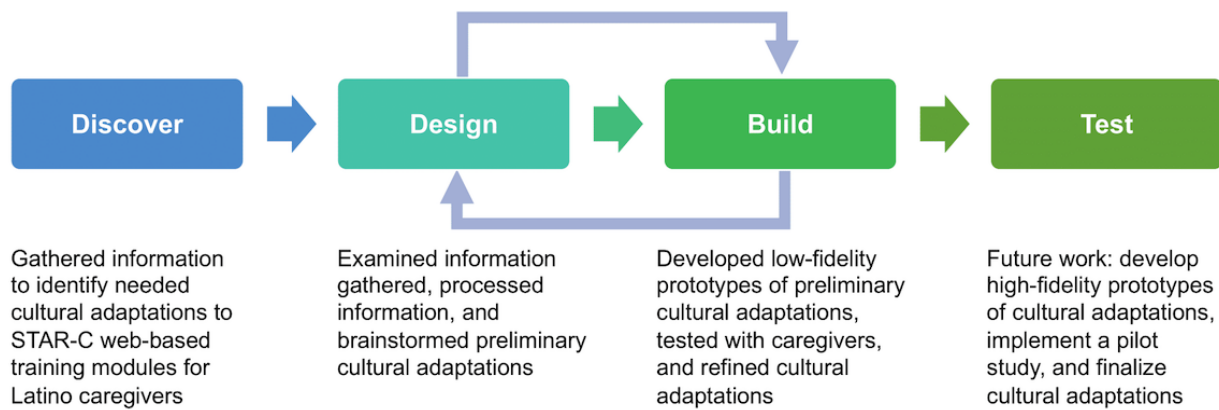 Discover
Design
Build
Test
Gathered information
to identify needed
cultural adaptations to
STAR-C web-based
training modules for
Latino caregivers
Examined information
gathered, processed
information, and
brainstormed preliminary
cultural adaptations
Developed low-fidelity
prototypes of preliminary
cultural adaptations,
tested with caregivers,
and refined cultural
adaptations
Future work: develop
high-fidelity prototypes
of cultural adaptations,
implement a pilot
study, and finalize
cultural adaptations